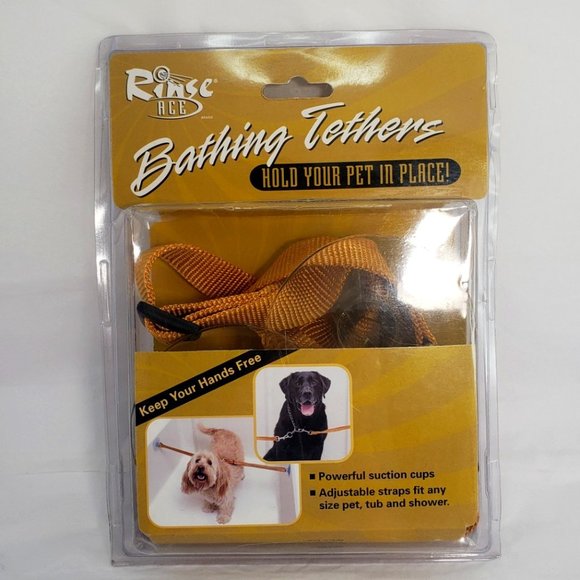 Rinse
ACE
Bathing Tethers
HOLD YOUR PET IN PLACE!
Keep Your Hands Free
■ Powerful suction cups
■ Adjustable straps fit any
size pet, tub and shower.